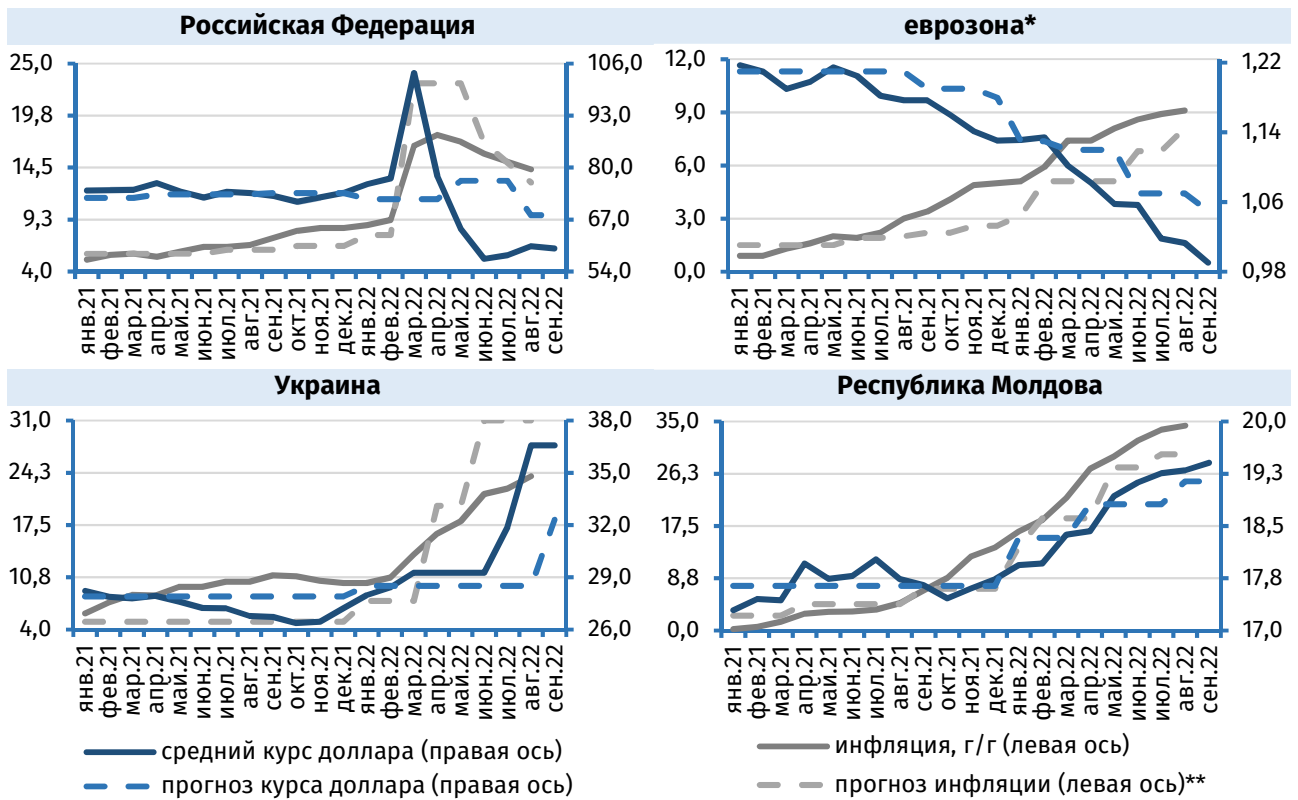 Российская Федерация
25,0
19,8
14,5
9,3
4,0
106,0
93,0
80,0
67,0
54,0
янв.21
фев.21
мар.21
апр.21
май.21
июн.21
июл.21
авг.21
сен.21
окт.21
ноя.21
дек.21
янв.22
фев.22
мар.22
апр.22
май.22
июн.22
июл.22
авг.22
сен.22
еврозона*
12,0
9,0
6,0
3,0
0,0
1,22
1,14
1,06
0,98
янв.21
фев.21
мар.21
апр.21
май.21
июн.21
июл.21
авг.21
сен.21
окт.21
ноя.21
дек.21
янв.22
фев.22
мар.22
апр.22
май.22
июн.22
июл.22
авг.22
сен.22
Украина
31,0
24,3
17,5
10,8
4,0
38,0
35,0
32,0
29,0
26,0
янв.21
фев.21
мар.21
апр.21
май.21
июн.21
июл.21
авг.21
сен.21
окт.21
ноя.21
дек.21
янв.22
фев.22
мар.22
апр.22
май.22
июн.22
июл.22
авг.22
сен.22
Республика Молдова
35,0
26,3
17,5
8,8
0,0
20,0
19,3
18,5
17,8
17,0
янв.21
фев.21
мар.21
апр.21
май.21
июн.21
июл.21
авг.21
сен.21
окт.21
ноя.21
дек.21
янв.22
фев.22
мар.22
апр.22
май.22
июн.22
июл.22
авг.22
сен.22
средний курс доллара (правая ось)
прогноз курса доллара (правая ось)
инфляция, г/г (левая ось)
прогноз инфляции (левая ось)**